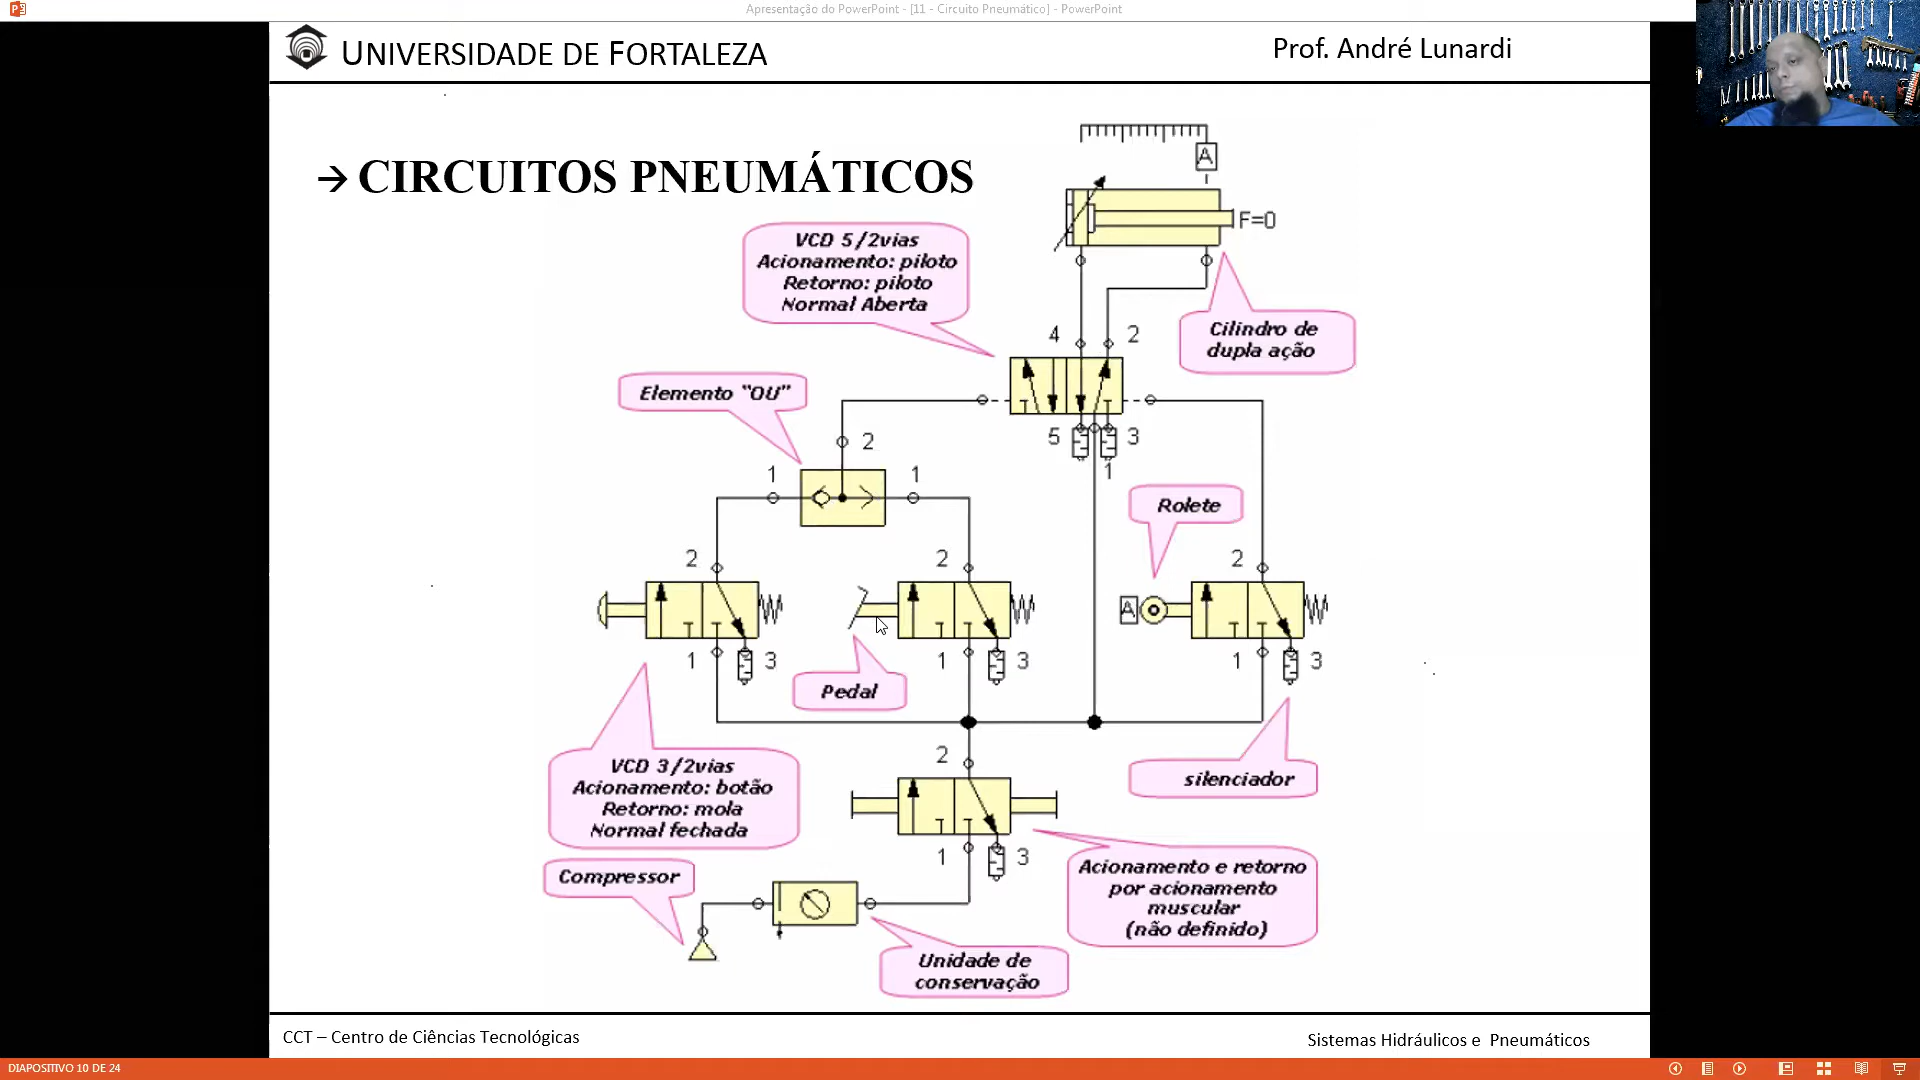 Apresentação do PowerPoint - [11 - Circuito Pneumático] - PowerPoint
UNIVERSIDADE DE FORTALEZA
Prof. André Lunardi
→ CIRCUITOS PNEUMÁTICOS
A
F=0
VCD 5/2vias
Acionamento: piloto
Retorno: piloto
Normal Aberta
Cilindro de
dupla ação
4
2
Elemento "OU"
5
3
1
2
1
1
Rolete
2
2
2
A
1
3
1
3
1
3
Pedal
VCD 3/2vias
Acionamento: botão
Retorno: mola
Normal fechada
2
silenciador
1
3
Acionamento e retorno
por acionamento
muscular
(não definido)
Compressor
Unidade de
conservação
CCT – Centro de Ciências Tecnológicas
Sistemas Hidráulicos e Pneumáticos
DIAPOSITIVO 10 DE 24